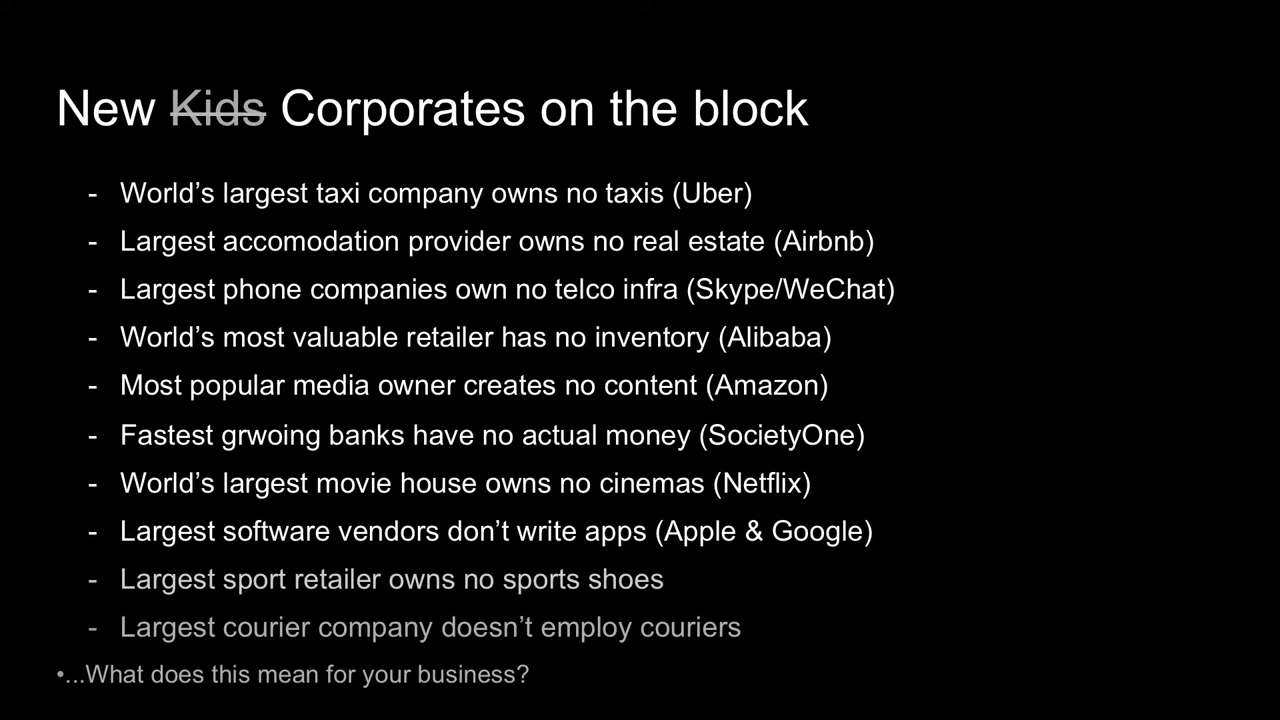 New Kids Corporates on the block
- World’s largest taxi company owns no taxis (Uber)
- Largest accomodation provider owns no real estate (Airbnb)
- Largest phone companies own no telco infra (Skype/WeChat)
- World’s most valuable retailer has no inventory (Alibaba)
- Most popular media owner creates no content (Amazon)
- Fastest grwoing banks have no actual money (SocietyOne)
- World’s largest movie house owns no cinemas (Netflix)
- Largest software vendors don’t write apps (Apple & Google)
- Largest sport retailer owns no sports shoes
- Largest courier company doesn’t employ couriers
•...What does this mean for your business?